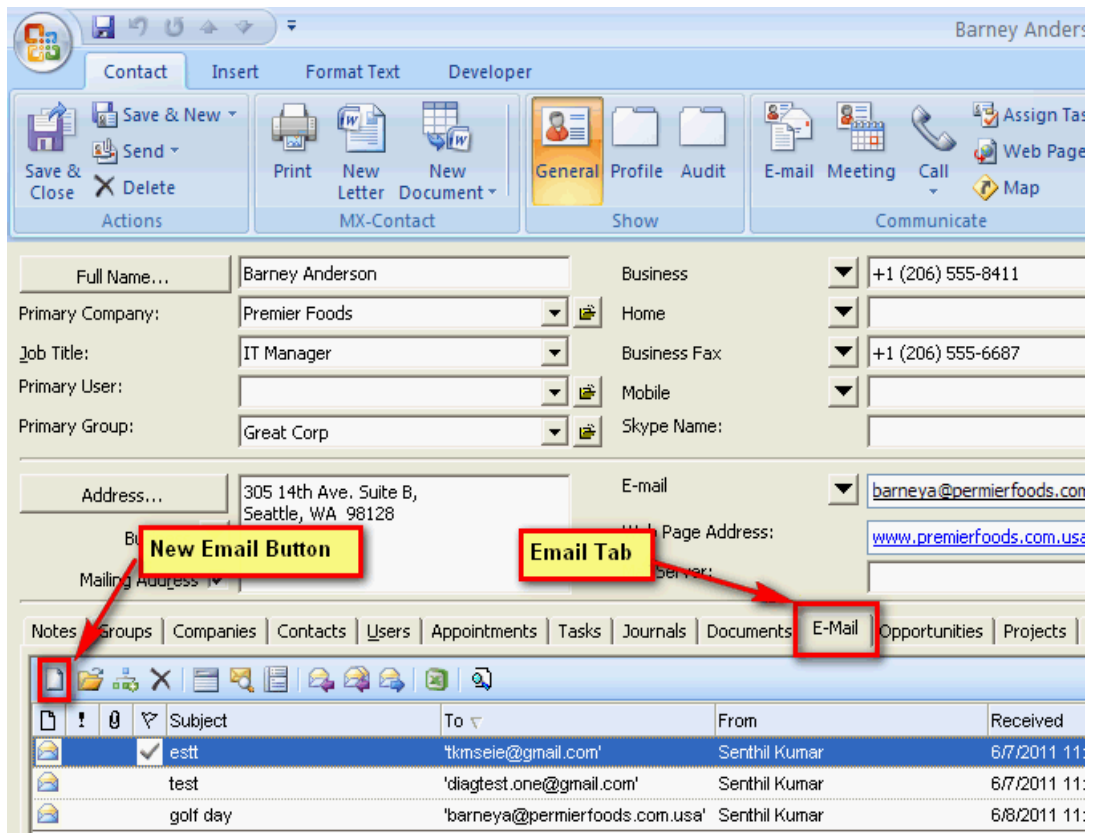 Barney Anders
Contact Insert Format Text Developer
Save & Close
Save & New
Send
Delete
Actions
Print
New Letter
New Document
MX-Contact
General Profile Audit
Show
E-mail Meeting Call
Assign Tas
Web Page
Map
Communicate
Full Name... Barney Anderson
Primary Company: Premier Foods
Job Title: IT Manager
Primary User:
Primary Group: Great Corp
Business +1 (206) 555-8411
Home
Business Fax +1 (206) 555-6687
Mobile
Skype Name:
Address... 305 14th Ave. Suite B,
Seattle, WA 98128
E-mail barneya@permierfoods.com
Page Address: www.premierfoods.com.usa
Server:
Mailing Address
New Email Button
Email Tab
Notes Groups Companies Contacts Users Appointments Tasks Journals Documents E-Mail Opportunities Projects
Subject To From Received
estt 'tkmseie@gmail.com' Senthil Kumar 6/7/2011 11:
test 'diagtest.one@gmail.com' Senthil Kumar 6/7/2011 11:
golf day 'barneya@permierfoods.com.usa' Senthil Kumar 6/8/2011 11: